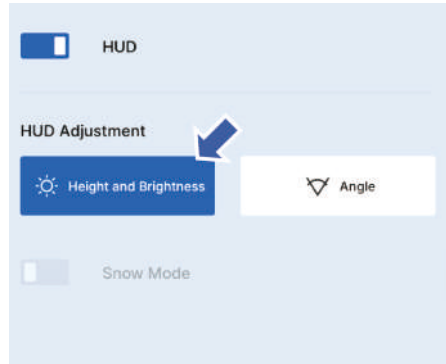 HUD
HUD Adjustment
Height and Brightness
Angle
Snow Mode